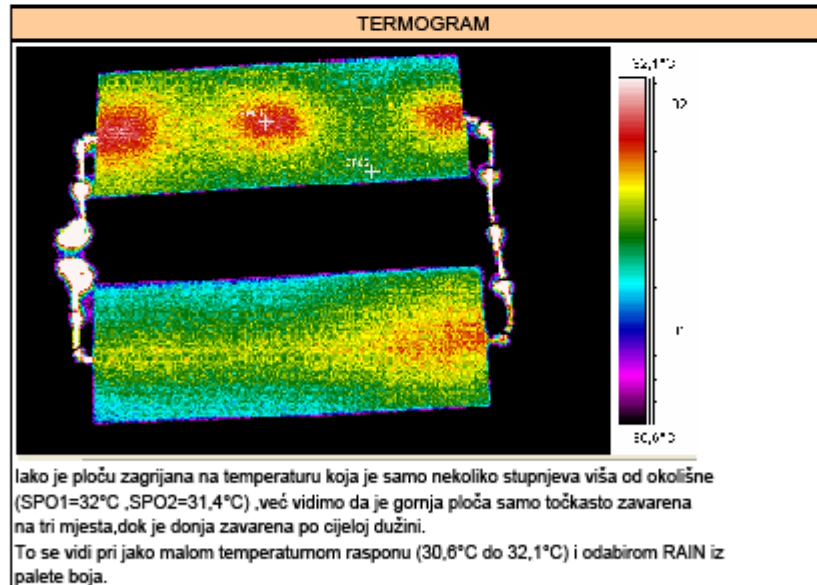 TERMOGRAM
32
Iako je ploču zagrijana na temperaturu koja je samo nekoliko stupnjeva viša od okolišne
(SPO1=32°C ,SPO2=31,4°C) ,već vidimo da je gornja ploča samo točkasto zavarena
na tri mjesta,dok je donja zavarena po cijeloj dužini.
To se vidi pri jako malom temperaturnom rasponu (30,6°C do 32,1°C) i odabirom RAIN iz
palete boja.